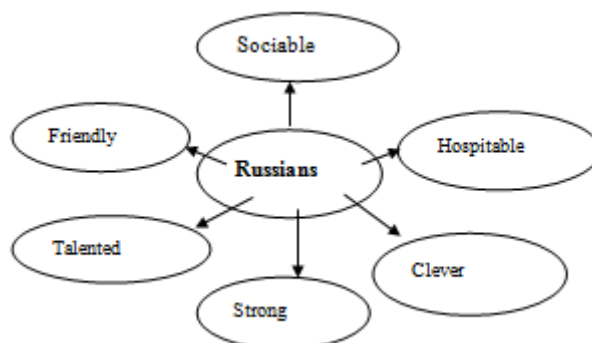 Sociable
Friendly
Hospitable
Russians
Talented
Clever
Strong